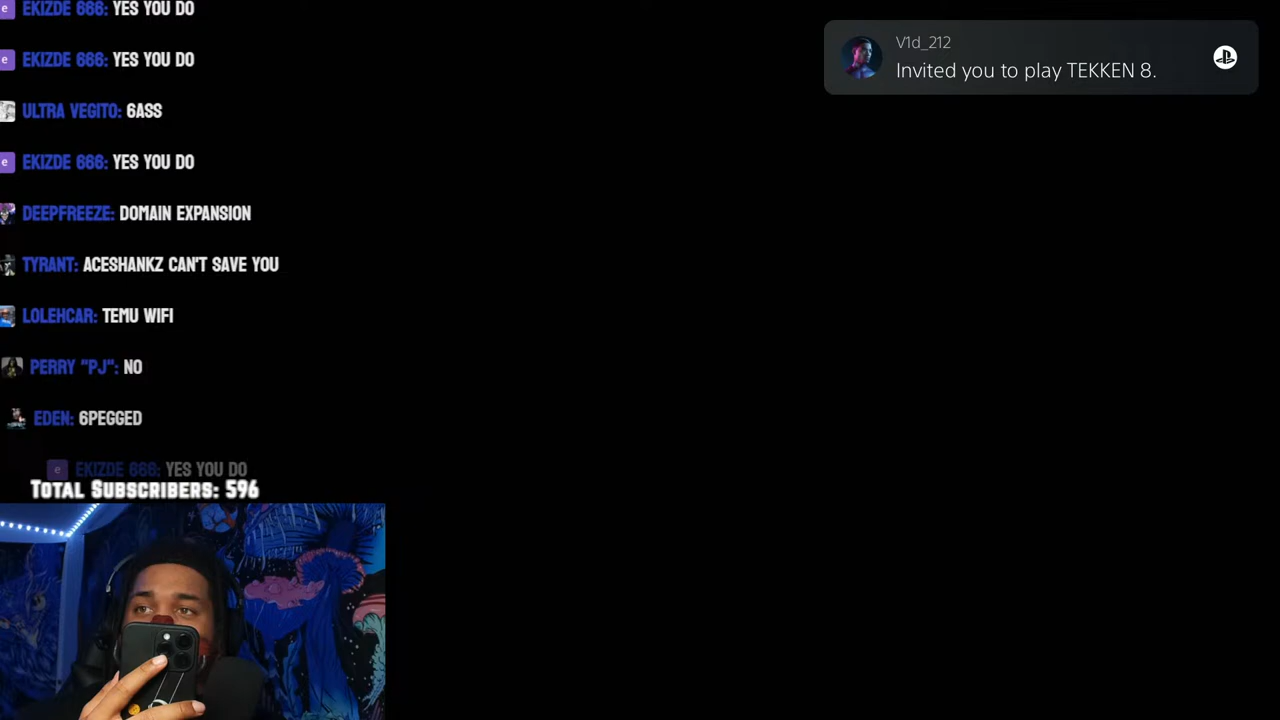 EKIZDE 666: YES YOU DO
EKIZDE 666: YES YOU DO
ULTRA VEGITO: 6ASS
EKIZDE 666: YES YOU DO
DEEPFREEZE: DOMAIN EXPANSION
TYRANT: ACESHANKZ CAN'T SAVE YOU
LOLEHCAR: TEMU WIFI
PERRY "PJ": NO
EDEN: 6PEGGED
e EKIZDE 666: YES YOU DO
TOTAL SUBSCRIBERS: 596
V1d_212
Invited you to play TEKKEN 8.